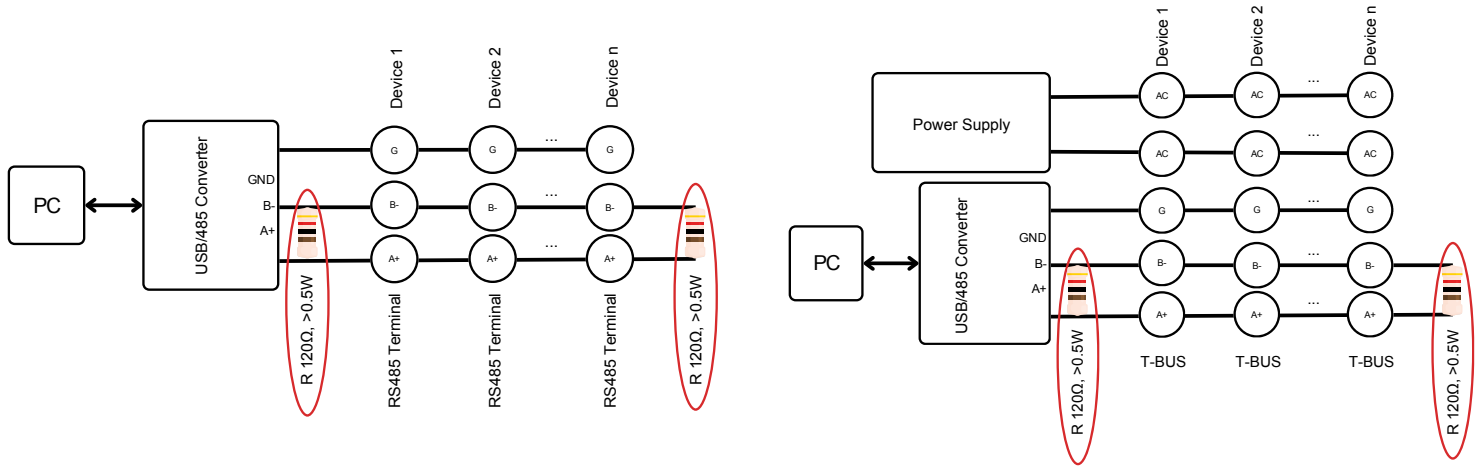 Device 1
Device 2
Device n
PC
USB/485 Converter
GND
B-
A+
G
G
...
G
B-
B-
...
B-
A+
A+
...
A+
R 120Ω, >0.5W
RS485 Terminal
RS485 Terminal
RS485 Terminal
R 120Ω, >0.5W
Device 1
Device 2
Device n
Power Supply
AC
AC
...
AC
AC
AC
...
AC
PC
USB/485 Converter
GND
B-
A+
G
G
...
G
B-
B-
...
B-
A+
A+
...
A+
R 120Ω, >0.5W
T-BUS
T-BUS
T-BUS
R 120Ω, >0.5W